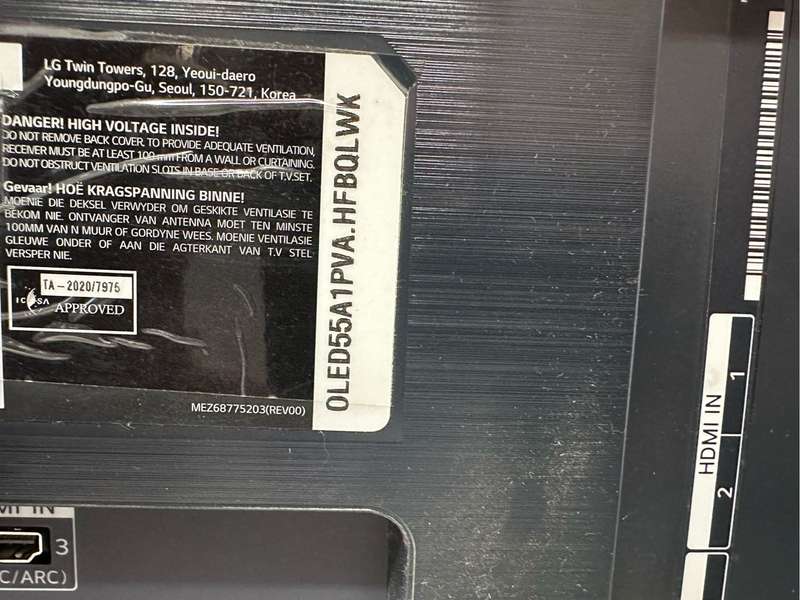 LG Twin Towers, 128, Yeoui-daero
Youngdungpo-Gu, Seoul, 150-721, Korea
DANGER! HIGH VOLTAGE INSIDE!
DO NOT REMOVE BACK COVER. TO PROVIDE ADEQUATE VENTILATION,
RECEIVER MUST BE AT LEAST 100 mm FROM A WALL OR CURTAINING.
DO NOT OBSTRUCT VENTILATION SLOTS IN BASE OR BACK OF T.V.SET.
Gevaar! HOË KRAGSPANNING BINNE!
MOENIE DIE DEKSEL VERWYDER OM GESKIKTE VENTILASIE TE
BEKOM NIE. ONTVANGER VAN ANTENNA MOET TEN MINSTE
100MM VAN N MUUR OF GORDYNE WEES. MOENIE VENTILASIE
GLEUWE ONDER OF AAN DIE AGTERKANT VAN T.V STEL
VERSPER NIE.
TA-2020/7975
ICASA
APPROVED
MEZ68775203(REV00)
OLED55A1PVA.HFBQLWK
HDMI IN
1
2
MI IN
3
C/ARC)